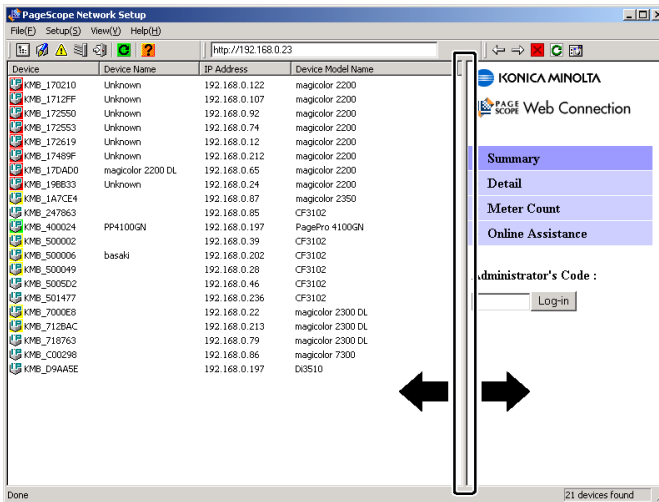 PageScope Network Setup
File(F) Setup(S) View(V) Help(H)
http://192.168.0.23
Device Device Name IP Address Device Model Name
KMB_170210 Unknown 192.168.0.122 magicolor 2200
KMB_1712FF Unknown 192.168.0.107 magicolor 2200
KMB_172550 Unknown 192.168.0.92 magicolor 2200
KMB_172553 Unknown 192.168.0.74 magicolor 2200
KMB_172619 Unknown 192.168.0.12 magicolor 2200
KMB_17489F Unknown 192.168.0.212 magicolor 2200
KMB_17DAD0 magicolor 2200 DL 192.168.0.65 magicolor 2200
KMB_19BB33 Unknown 192.168.0.24 magicolor 2200
KMB_1A7CE4 192.168.0.87 magicolor 2350
KMB_247863 192.168.0.85 CF3102
KMB_400024 PP4100GN 192.168.0.197 PagePro 4100GN
KMB_500002 192.168.0.39 CF3102
KMB_500006 basaki 192.168.0.202 CF3102
KMB_500049 192.168.0.28 CF3102
KMB_5005D2 192.168.0.46 CF3102
KMB_501477 192.168.0.236 CF3102
KMB_7000E8 192.168.0.22 magicolor 2300 DL
KMB_712BAC 192.168.0.213 magicolor 2300 DL
KMB_718763 192.168.0.79 magicolor 2300 DL
KMB_C00298 192.168.0.86 magicolor 7300
KMB_D9AA5E 192.168.0.197 Di3510
KONICA MINOLTA
PAGE SCOPE Web Connection
Summary
Detail
Meter Count
Online Assistance
Administrator's Code :
Log-in
Done
21 devices found